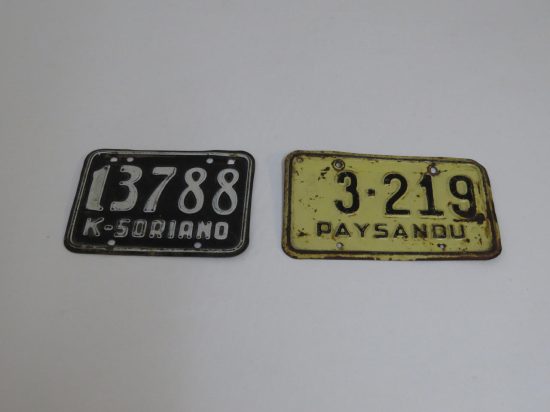 13788
K-SORIANO
3-219
PAYSANDU